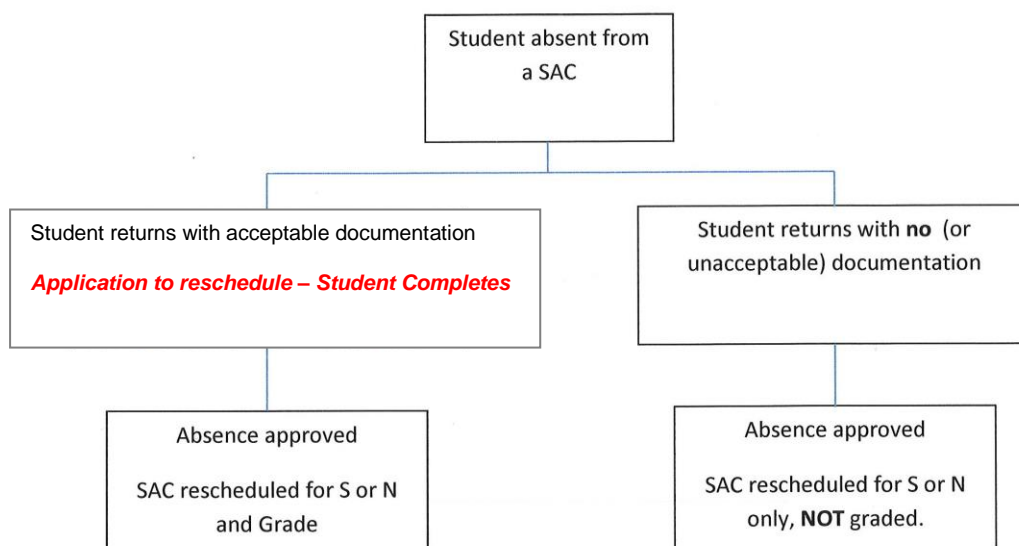 Student absent from
a SAC
Student returns with acceptable documentation
Application to reschedule – Student Completes
Student returns with no (or
unacceptable) documentation
Absence approved
SAC rescheduled for S or N
and Grade
Absence approved
SAC rescheduled for S or N
only, NOT graded.